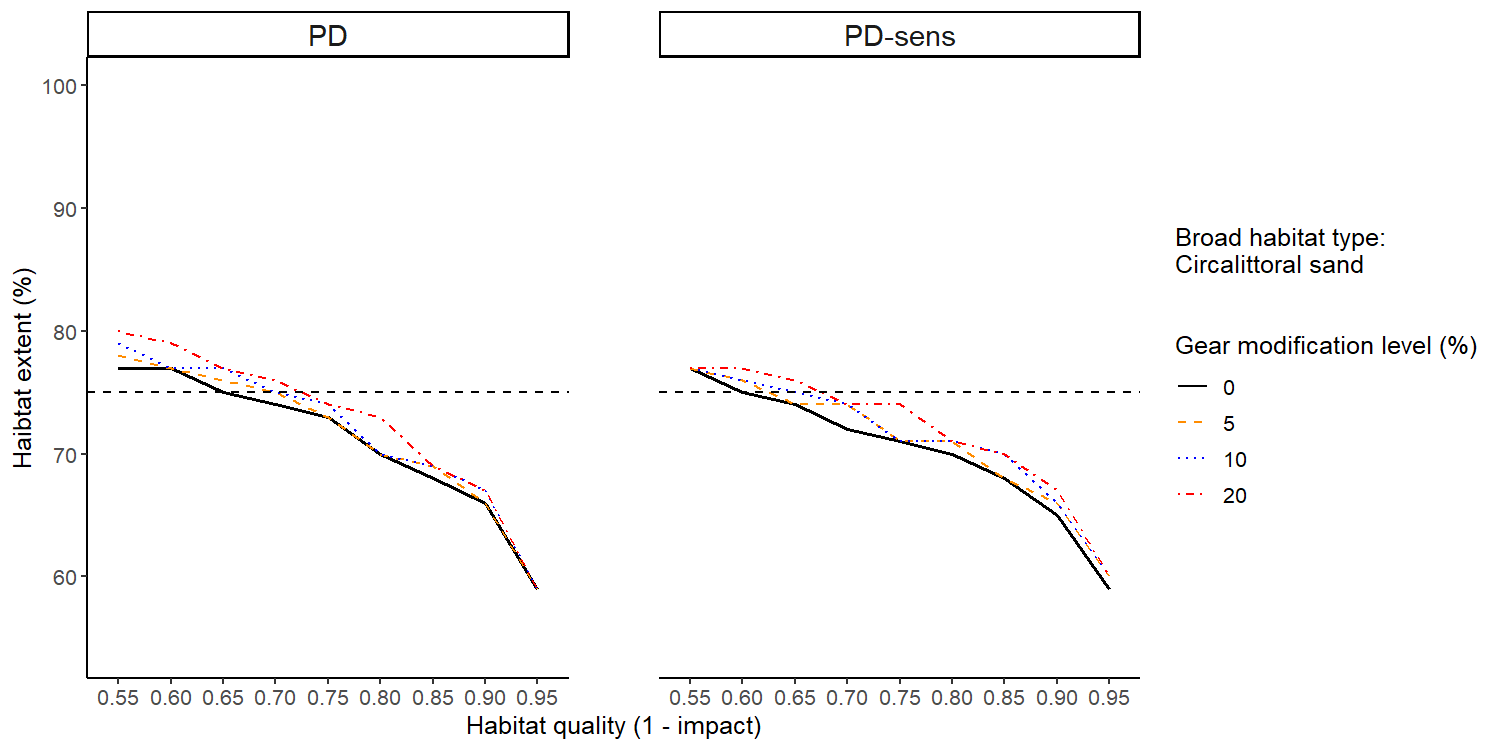 PD
PD-sens
100
90
80
70
60
Haibtat extent (%)
0.55 0.60 0.65 0.70 0.75 0.80 0.85 0.90 0.95
0.55 0.60 0.65 0.70 0.75 0.80 0.85 0.90 0.95
Habitat quality (1 - impact)
Broad habitat type:
Circalittoral sand
Gear modification level (%)
0
5
10
20